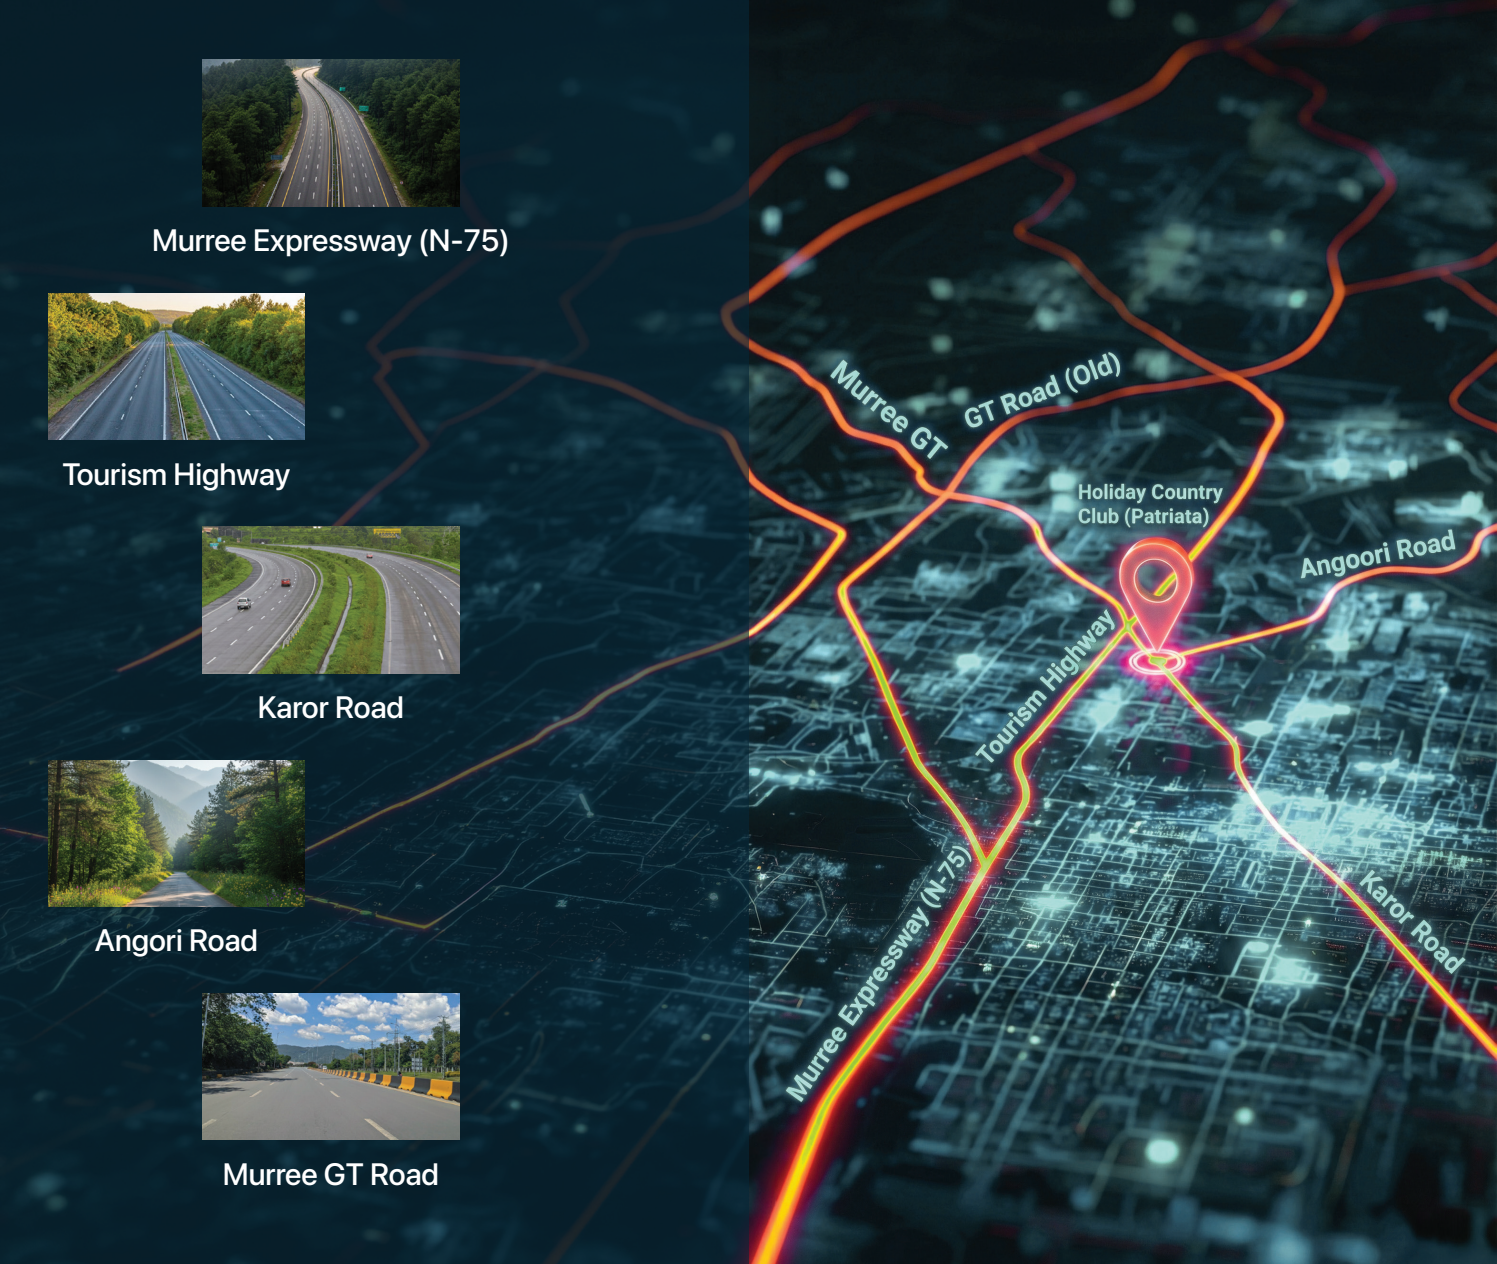 Murree Expressway (N-75)
Tourism Highway
Karor Road
Angori Road
Murree GT Road
Murree GT
GT Road (Old)
Holiday Country
Club (Patriata)
Angoori Road
Tourism Highway
Murree Expressway (N-75)
Karor Road